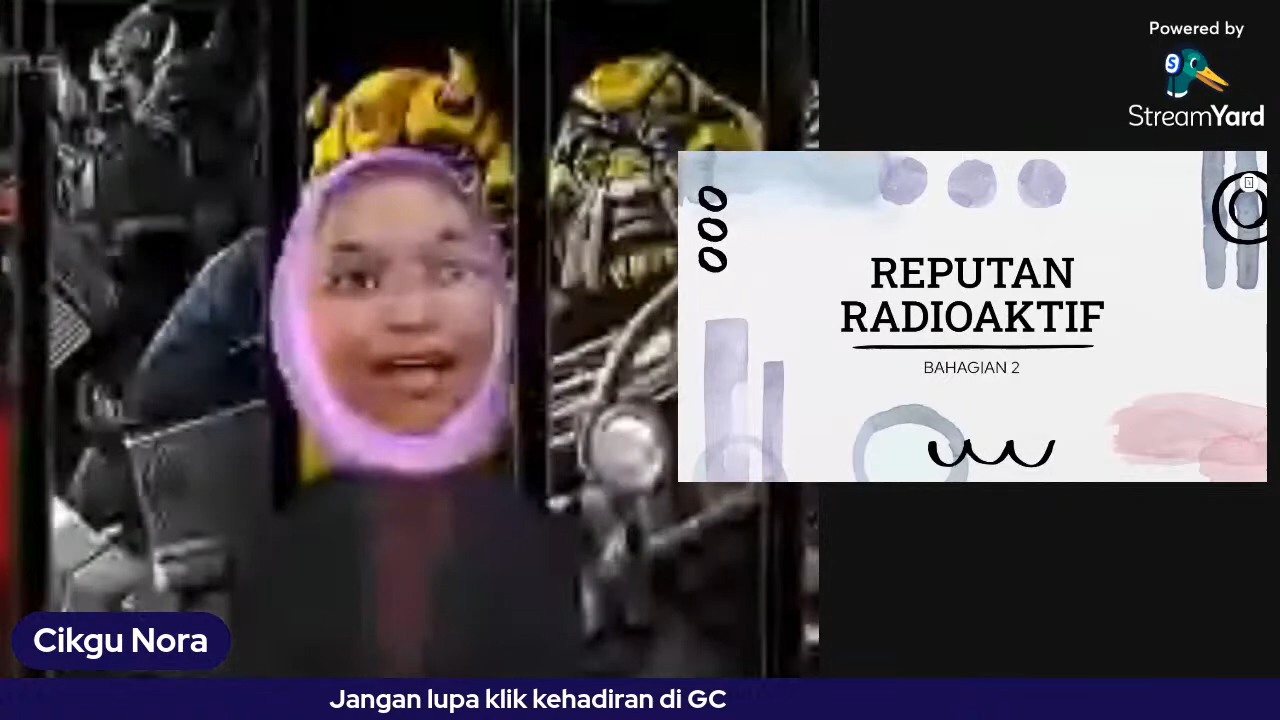 Powered by
StreamYard
REPUTAN
RADIOAKTIF
BAHAGIAN 2
Cikgu Nora
Jangan lupa klik kehadiran di GC